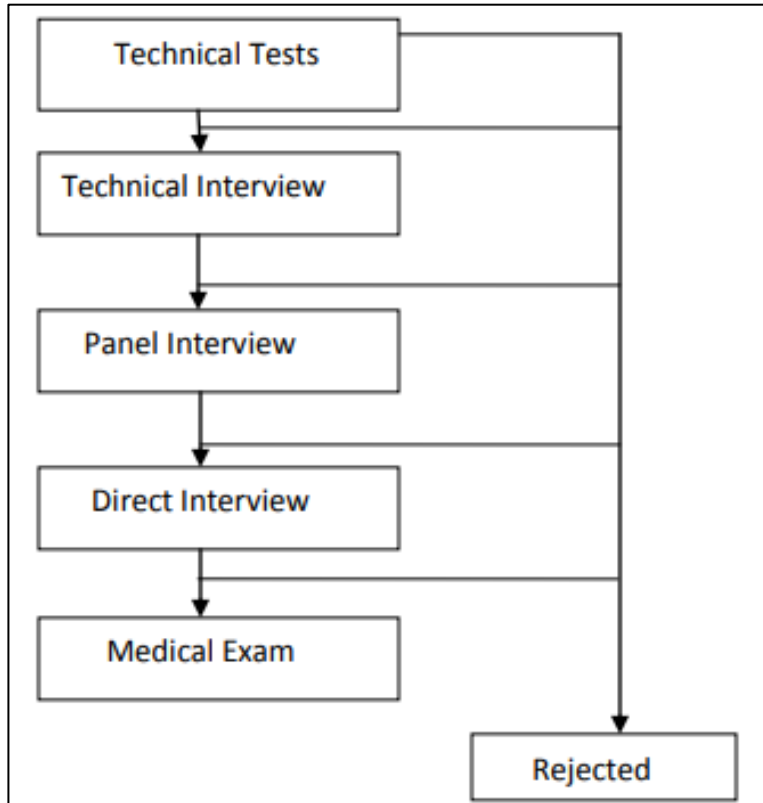 Technical Tests
Technical Interview
Panel Interview
Direct Interview
Medical Exam
Rejected